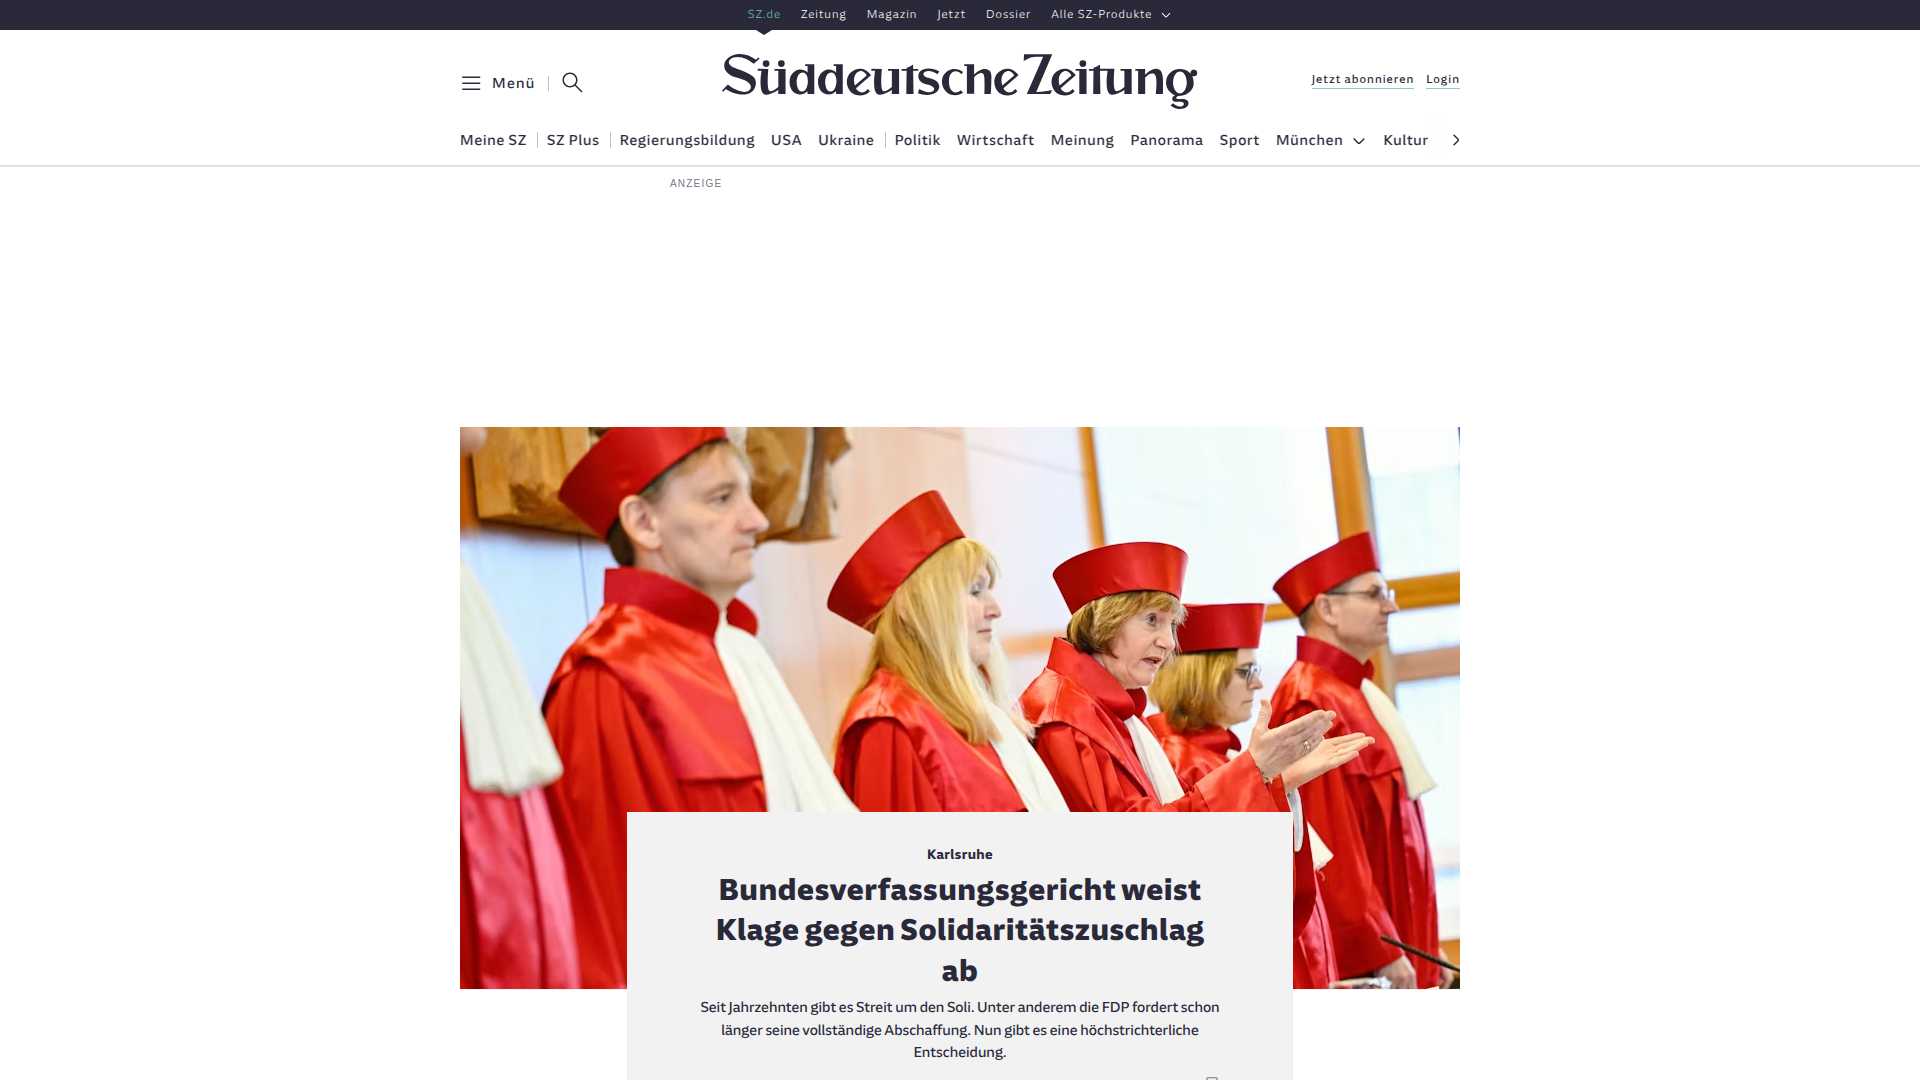 SZ.de Zeitung Magazin Jetzt Dossier Alle SZ-Produkte
Menü
Süddeutsche Zeitung
Jetzt abonnieren Login
Meine SZ SZ Plus Regierungsbildung USA Ukraine Politik Wirtschaft Meinung Panorama Sport München Kultur
ANZEIGE
Karlsruhe
Bundesverfassungsgericht weist
Klage gegen Solidaritätszuschlag
ab
Seit Jahrzehnten gibt es Streit um den Soli. Unter anderem die FDP fordert schon
länger seine vollständige Abschaffung. Nun gibt es eine höchstrichterliche
Entscheidung.